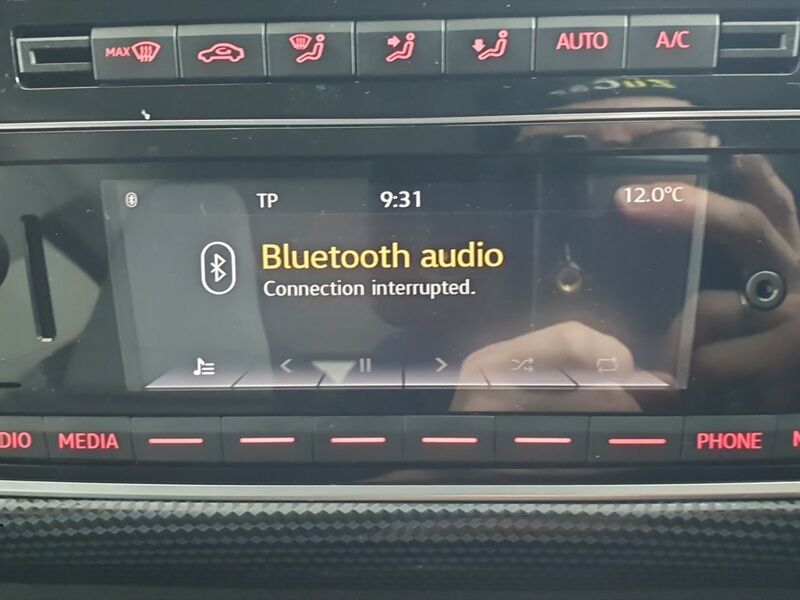 MAX
AUTO
A/C
TP
9:31
12.0°C
Bluetooth audio
Connection interrupted.
DIO
MEDIA
PHONE
M